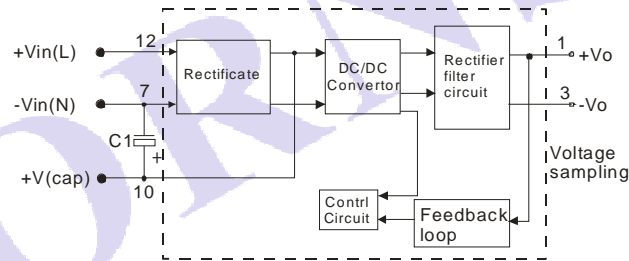 +Vin(L)
12
Rectificate
DC/DC
Convertor
Rectifier
filter
circuit
1
+Vo
-Vin(N)
7
3
-Vo
C1
+
+V(cap)
10
Voltage
sampling
Contrl
Circuit
Feedback
loop
ORN